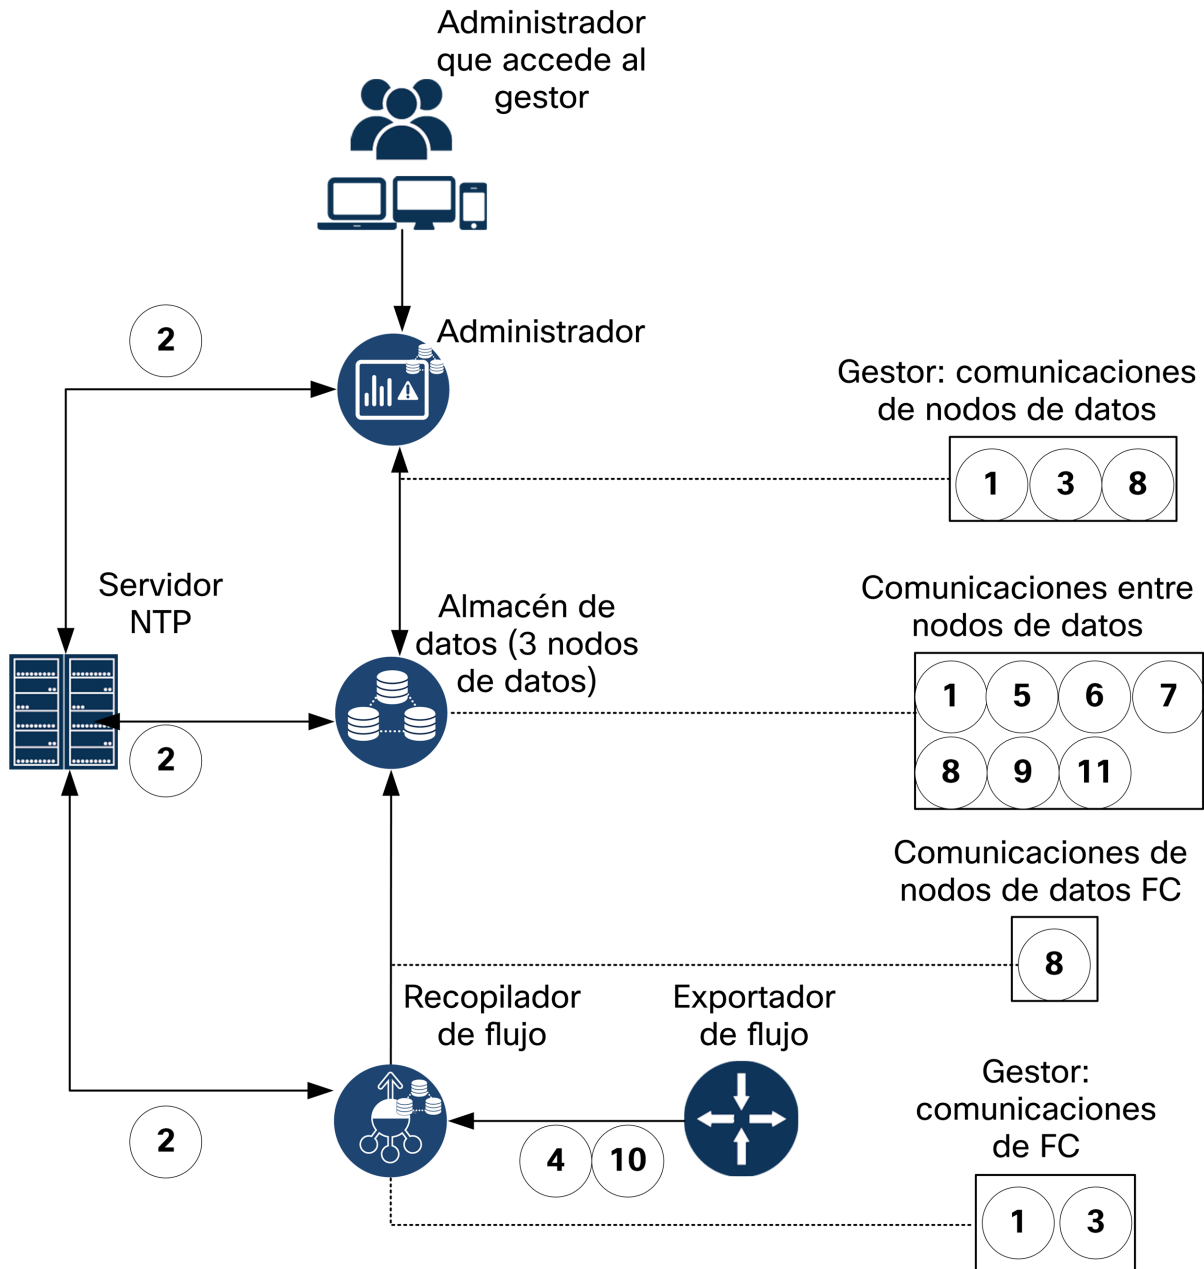 Administrador
que accede al
gestor
2
Administrador
Gestor: comunicaciones
de nodos de datos
1 3 8
Servidor
NTP
Almacén de
datos (3 nodos
de datos)
Comunicaciones entre
nodos de datos
1 5 6 7
8 9 11
2
Comunicaciones de
nodos de datos FC
8
Recopilador
de flujo
Exportador
de flujo
Gestor:
comunicaciones
de FC
2
4 10
1 3